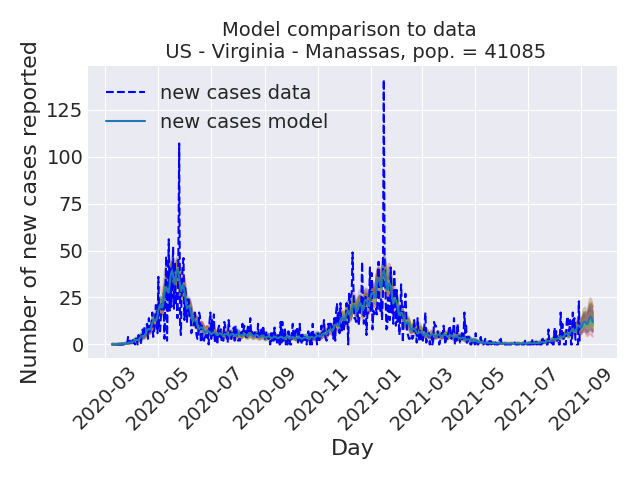 Model comparison to data
US - Virginia - Manassas, pop. = 41085
Number of new cases reported
new cases data
new cases model
125
100
75
50
25
0
2020-03
2020-05
2020-07
2020-09
2020-11
2021-01
2021-03
2021-05
2021-07
2021-09
Day